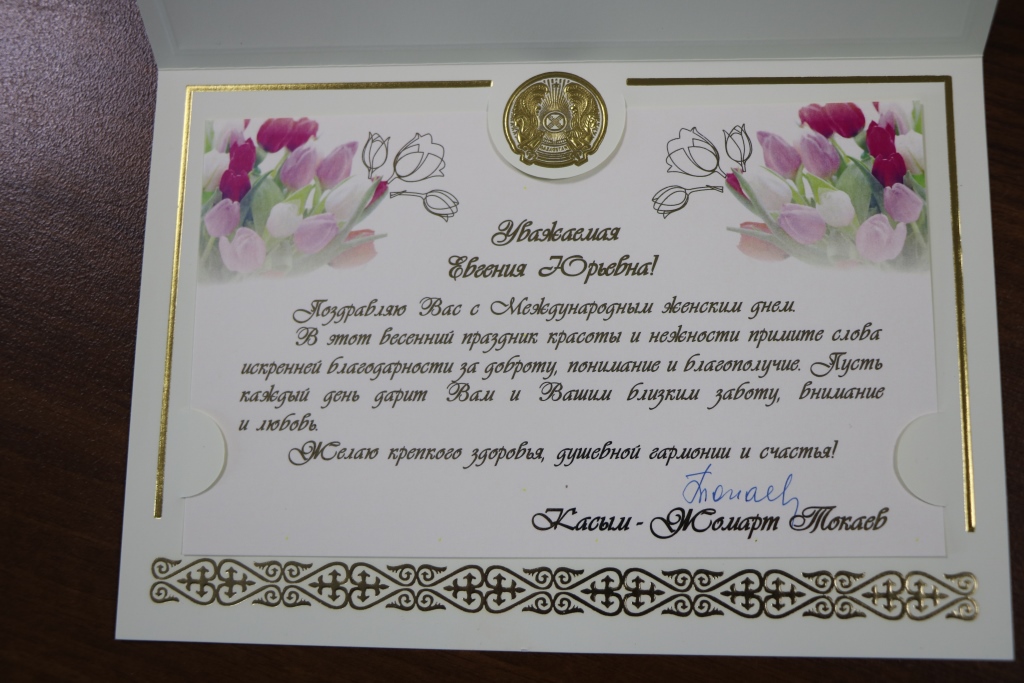 Уважаемая
Евгения Юрьевна!
Поздравляю Вас с Международным женским днем.
В этот весенний праздник красоты и нежности примите слова
искренней благодарности за доброту, понимание и благополучие. Пусть
каждый день дарит Вам и Вашим близким заботу, внимание
и любовь.
Желаю крепкого здоровья, душевной гармонии и счастья!
Токаев
Касым - Жомарт Токаев